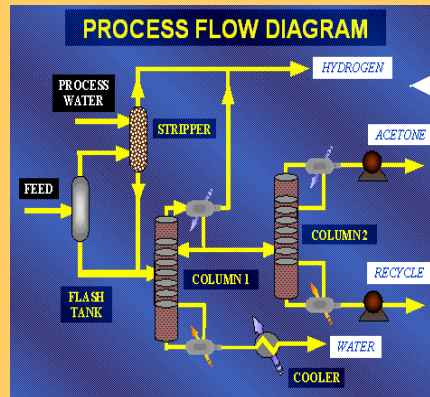 PROCESS FLOW DIAGRAM
HYDROGEN
PROCESS
WATER
STRIPPER
ACETONE
FEED
COLUMN 2
COLUMN 1
RECYCLE
FLASH
TANK
WATER
COOLER